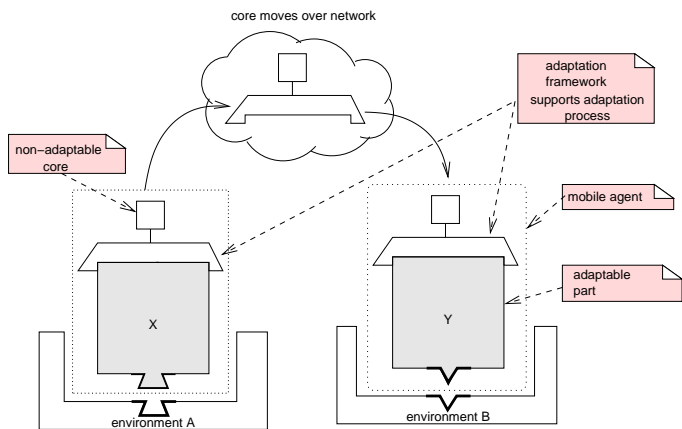 core moves over network
adaptation
framework
supports adaptation
process
non−adaptable
core
mobile agent
adaptable
part
X
Y
environment A
environment B